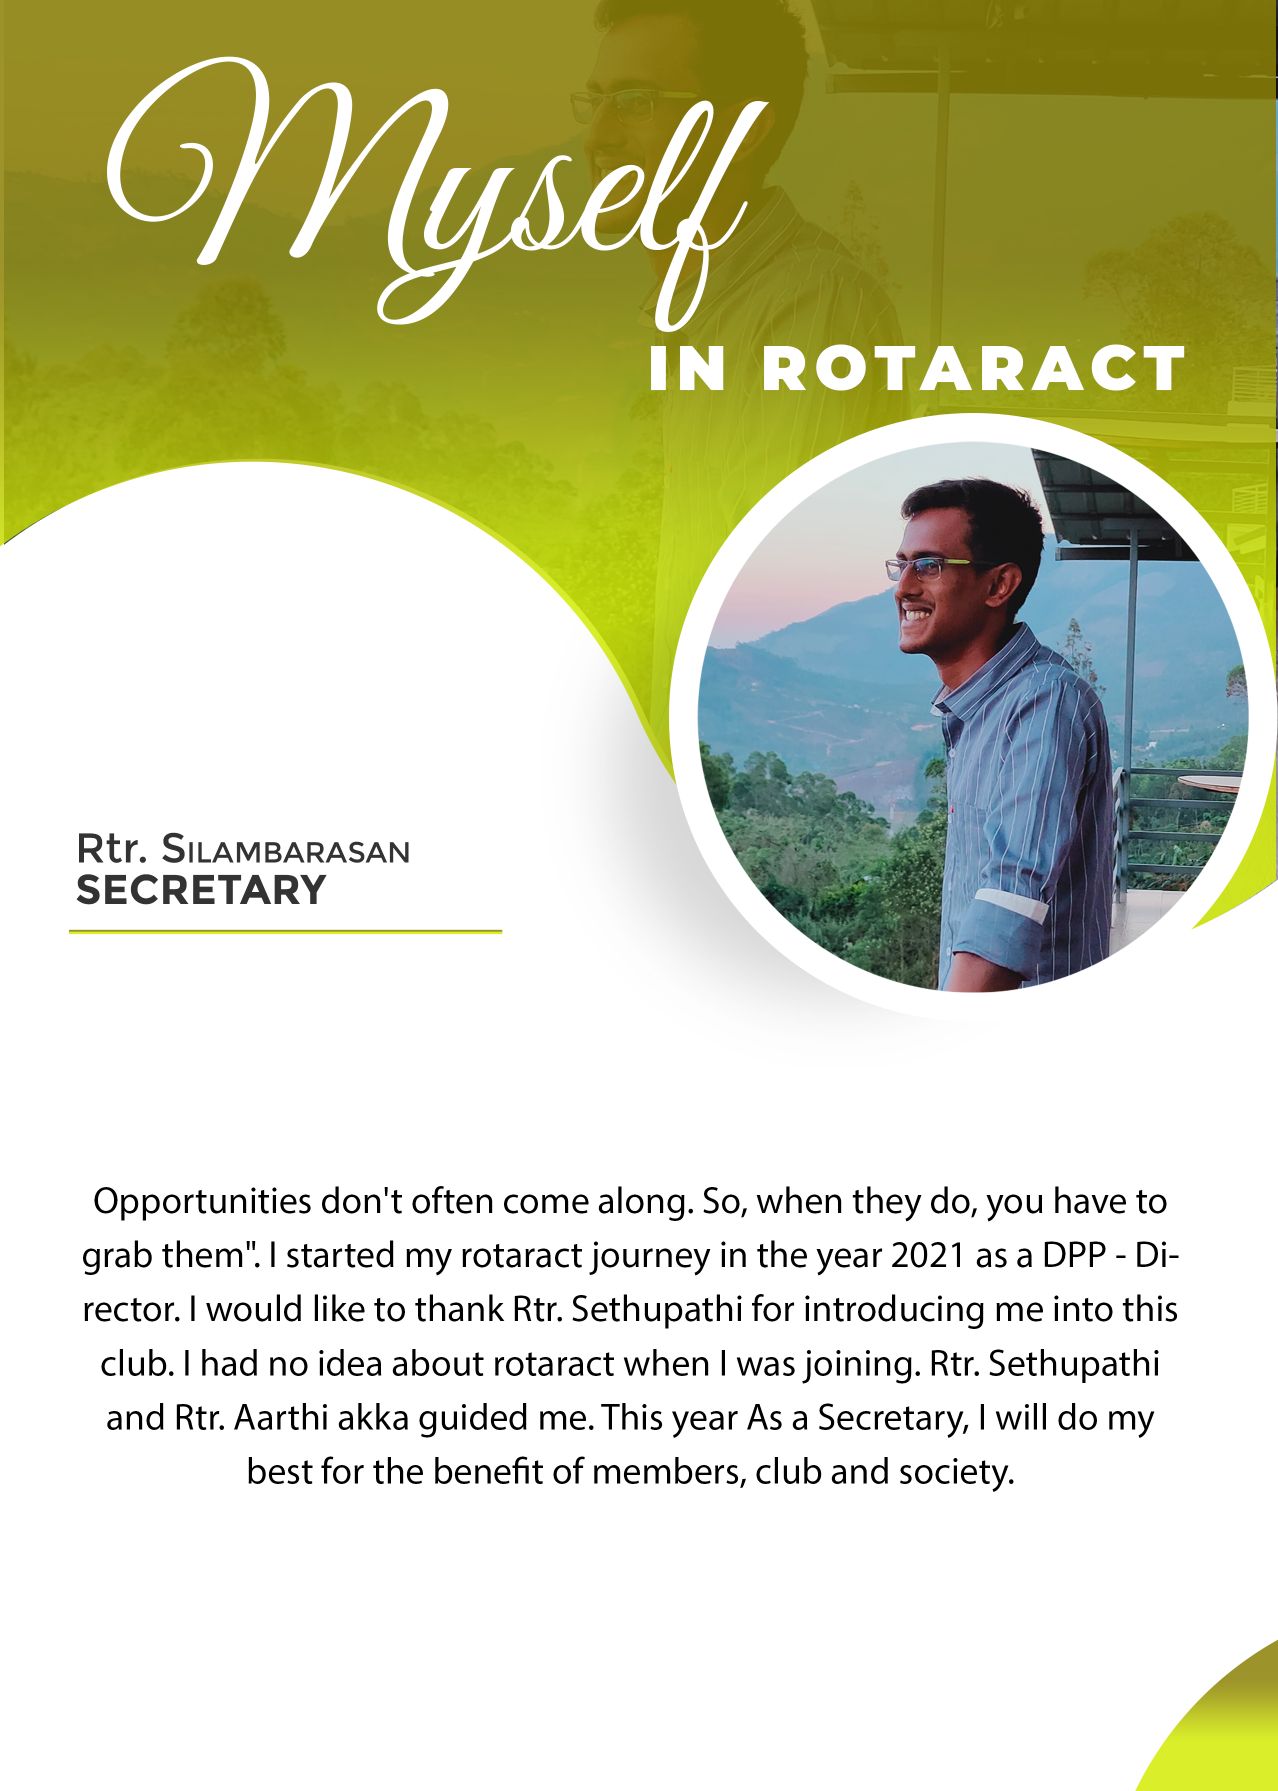 Myself
IN ROTARACT
Rtr. SILAMBARASAN
SECRETARY
Opportunities don't often come along. So, when they do, you have to
grab them". I started my rotaract journey in the year 2021 as a DPP - Di-
rector. I would like to thank Rtr. Sethupathi for introducing me into this
club. I had no idea about rotaract when I was joining. Rtr. Sethupathi
and Rtr. Aarthi akka guided me. This year As a Secretary, I will do my
best for the benefit of members, club and society.